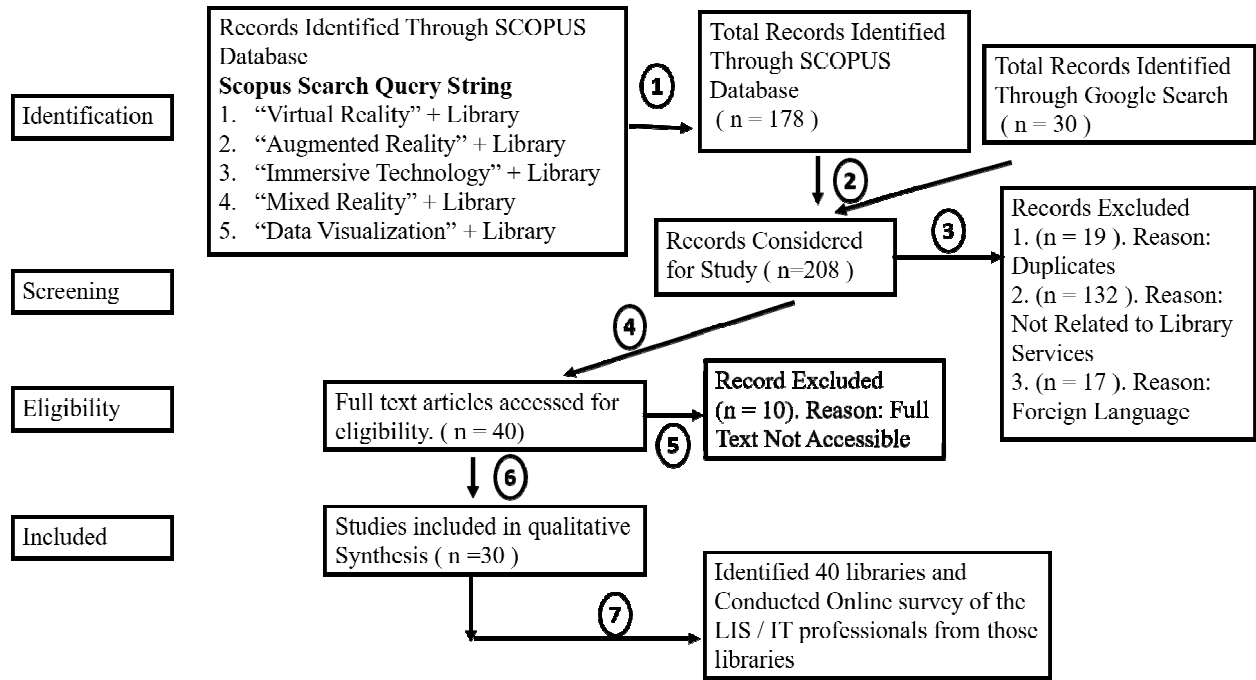 Identification
Records Identified Through SCOPUS
Database
Scopus Search Query String
1. “Virtual Reality” + Library
2. “Augmented Reality” + Library
3. “Immersive Technology” + Library
4. “Mixed Reality” + Library
5. “Data Visualization” + Library
1
Total Records Identified
Through SCOPUS
Database
( n = 178 )
Total Records Identified
Through Google Search
( n = 30 )
2
Screening
Records Considered
for Study ( n=208 )
3
Records Excluded
1. (n = 19 ). Reason:
Duplicates
2. (n = 132 ). Reason:
Not Related to Library
Services
3. (n = 17 ). Reason:
Foreign Language
4
Eligibility
Full text articles accessed for
eligibility. ( n = 40)
5
Record Excluded
(n = 10). Reason: Full
Text Not Accessible
6
Included
Studies included in qualitative
Synthesis ( n =30 )
7
Identified 40 libraries and
Conducted Online survey of the
LIS / IT professionals from those
libraries